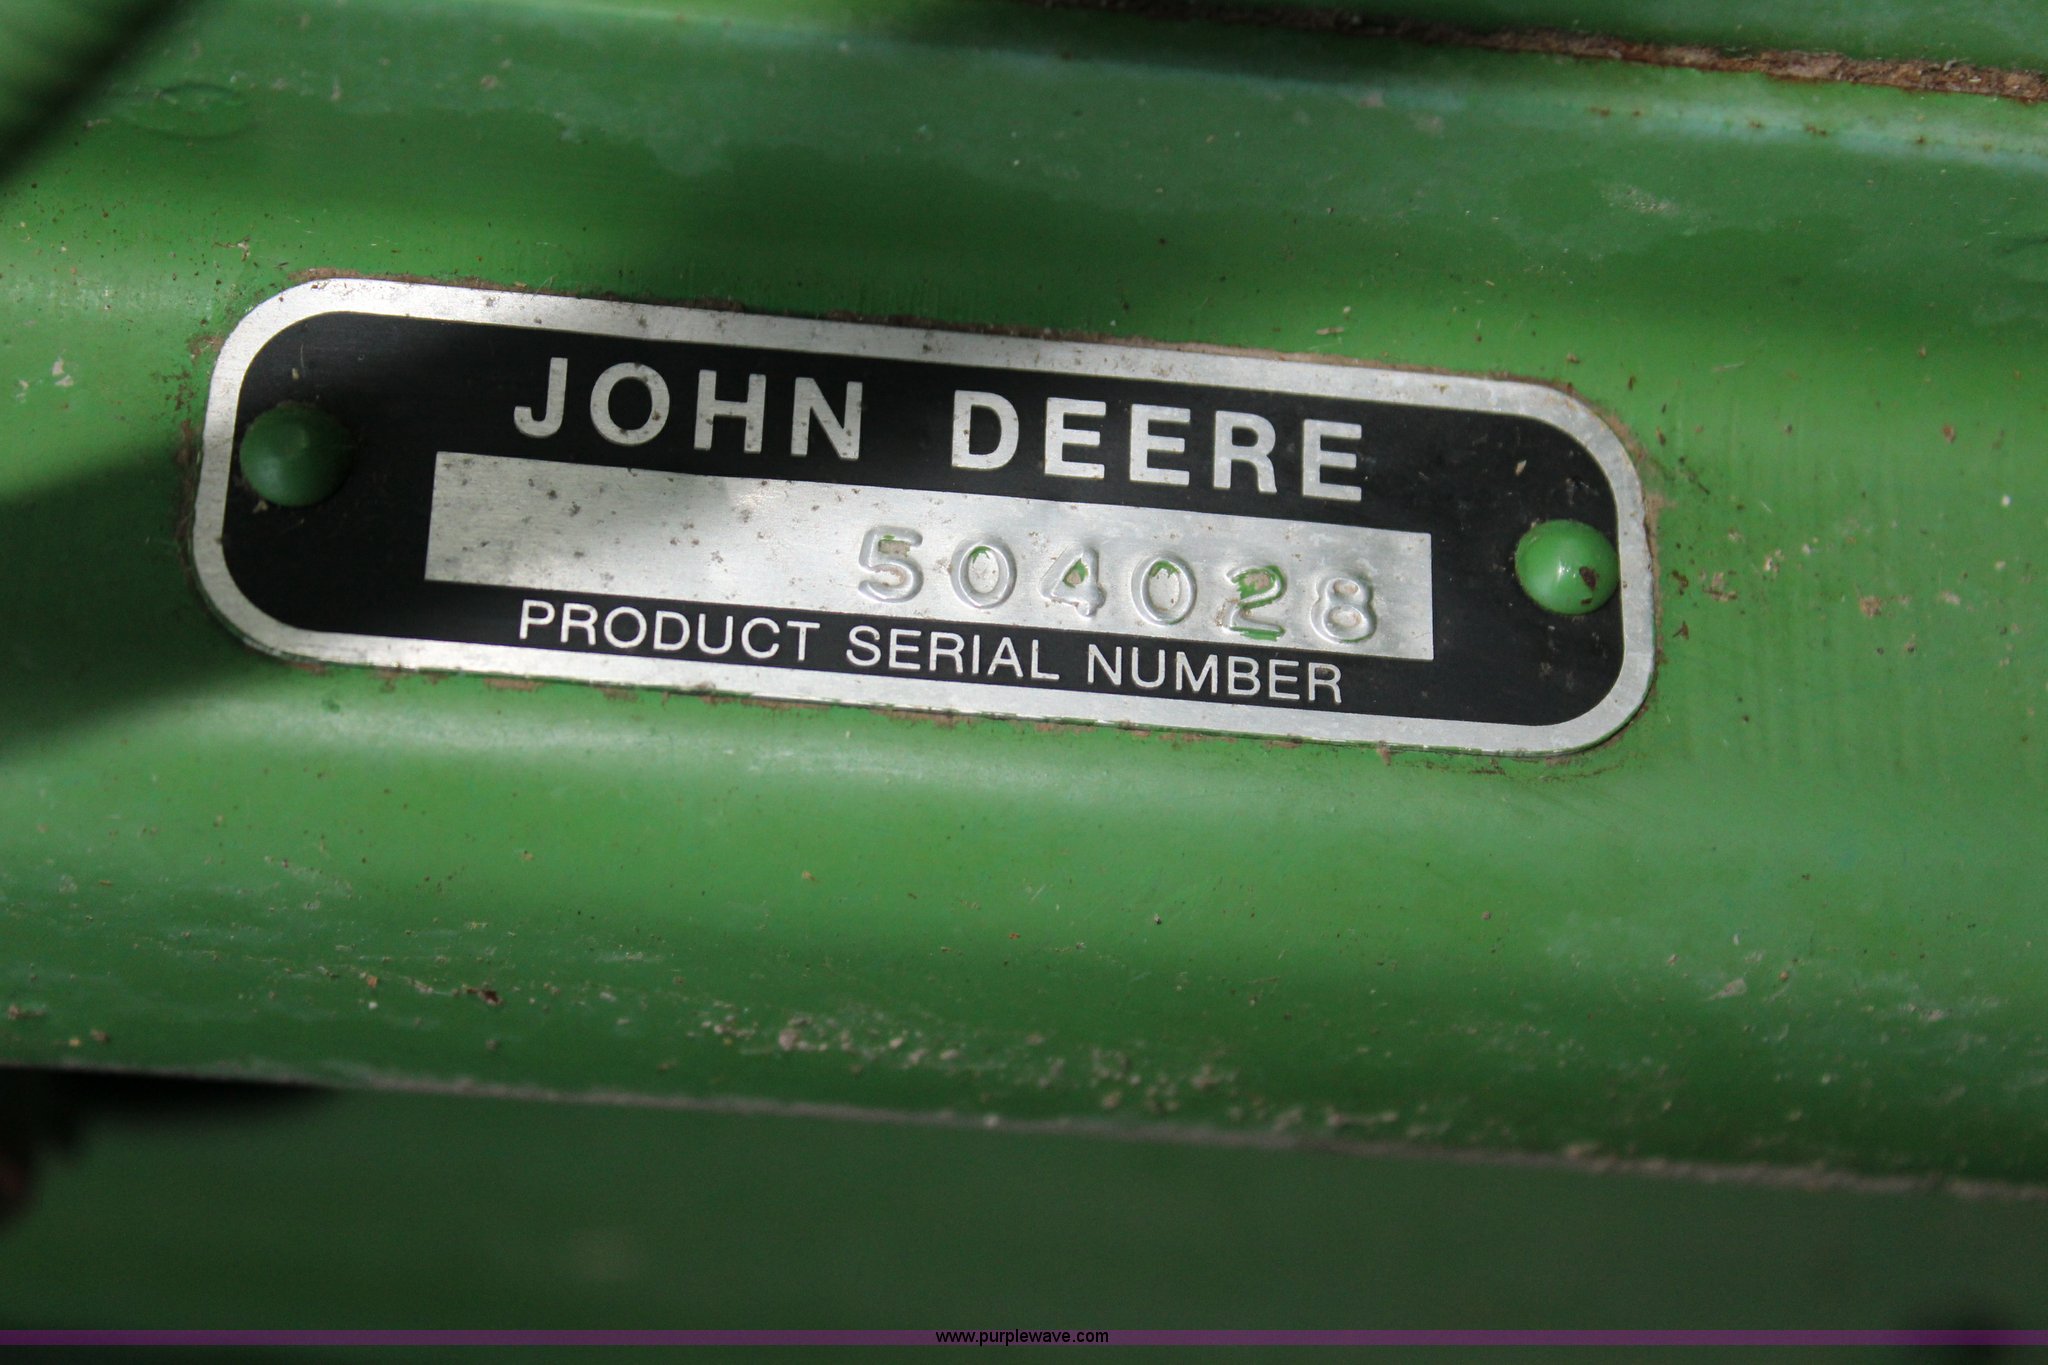 JOHN DEERE
504028
PRODUCT SERIAL NUMBER
www.purplewave.com